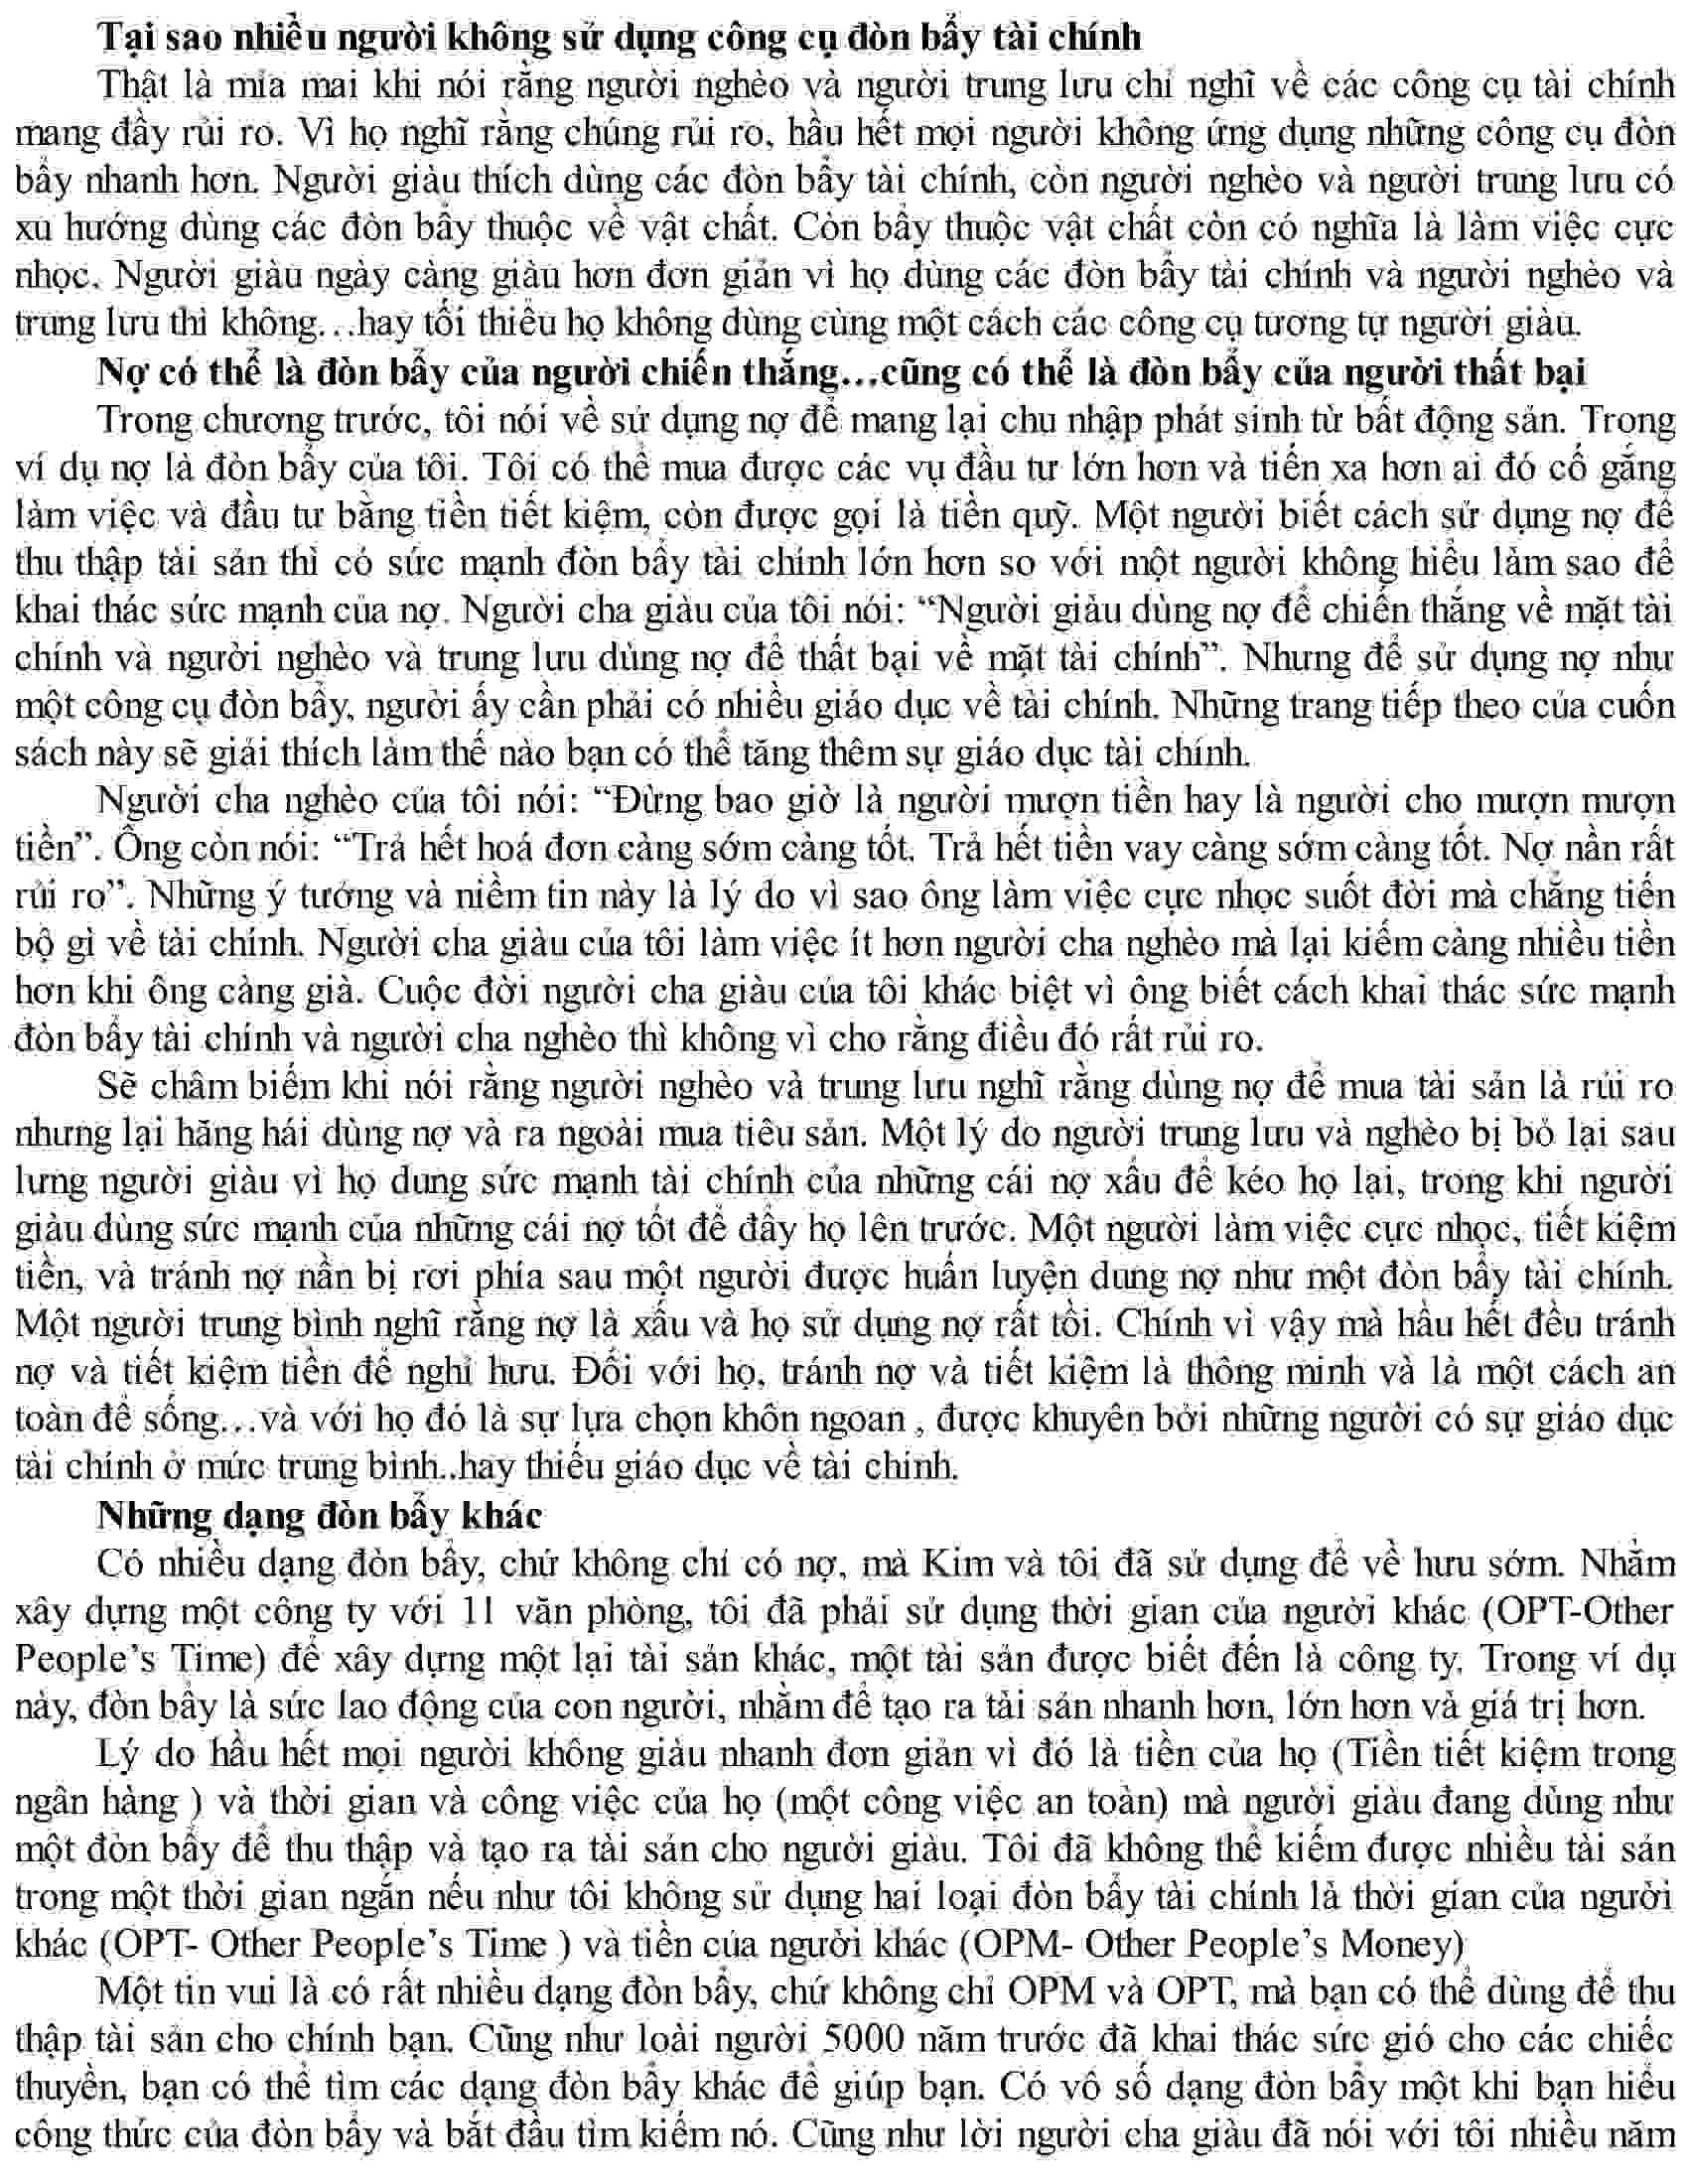 Tại sao nhiều người không sử dụng công cụ đòn bẩy tài chính
Thật là mỉa mai khi nói rằng người nghèo và người trung lưu chỉ nghĩ về các công cụ tài chính
mang đầy rủi ro. Vì họ nghĩ rằng chúng rủi ro, hầu hết mọi người không ứng dụng những công cụ đòn
bẩy nhanh hơn. Người giàu thích dùng các đòn bẩy tài chính, còn người nghèo và người trung lưu có
xu hướng dùng các đòn bẩy thuộc về vật chất. Còn bẩy thuộc vật chất còn có nghĩa là làm việc cực
nhọc. Người giàu ngày càng giàu hơn đơn giản vì họ dùng các đòn bẩy tài chính và người nghèo và
trung lưu thì không…hay tối thiểu họ không dùng cùng một cách các công cụ tương tự người giàu.
Nợ có thể là đòn bẩy của người chiến thắng…cũng có thể là đòn bẩy của người thất bại
Trong chương trước, tôi nói về sử dụng nợ để mang lại chu nhập phát sinh từ bất động sản. Trong
ví dụ nợ là đòn bẩy của tôi. Tôi có thể mua được các vụ đầu tư lớn hơn và tiến xa hơn ai đó cố gắng
làm việc và đầu tư bằng tiền tiết kiệm, còn được gọi là tiền quỹ. Một người biết cách sử dụng nợ để
thu thập tài sản thì có sức mạnh đòn bẩy tài chính lớn hơn so với một người không hiểu làm sao để
khai thác sức mạnh của nợ. Người cha giàu của tôi nói: “Người giàu dùng nợ để chiến thắng về mặt tài
chính và người nghèo và trung lưu dùng nợ để thất bại về mặt tài chính”. Nhưng để sử dụng nợ như
một công cụ đòn bẩy, người ấy cần phải có nhiều giáo dục về tài chính. Những trang tiếp theo của cuốn
sách này sẽ giải thích làm thế nào bạn có thể tăng thêm sự giáo dục tài chính.
Người cha nghèo của tôi nói: “Đừng bao giờ là người mượn tiền hay là người cho mượn mượn
tiền”. Ông còn nói: “Trả hết hoá đơn càng sớm càng tốt. Trả hết tiền vay càng sớm càng tốt. Nợ nần rất
rủi ro”. Những ý tưởng và niềm tin này là lý do vì sao ông làm việc cực nhọc suốt đời mà chẳng tiến
bộ gì về tài chính. Người cha giàu của tôi làm việc ít hơn người cha nghèo mà lại kiếm càng nhiều tiền
hơn khi ông càng già. Cuộc đời người cha giàu của tôi khác biệt vì ông biết cách khai thác sức mạnh
đòn bẩy tài chính và người cha nghèo thì không vì cho rằng điều đó rất rủi ro.
Sẽ châm biếm khi nói rằng người nghèo và trung lưu nghĩ rằng dùng nợ để mua tài sản là rủi ro
nhưng lại hăng hái dùng nợ và ra ngoài mua tiêu sản. Một lý do người trung lưu và nghèo bị bỏ lại sau
lưng người giàu vì họ dung sức mạnh tài chính của những cái nợ xấu để kéo họ lại, trong khi người
giàu dùng sức mạnh của những cái nợ tốt để đẩy họ lên trước. Một người làm việc cực nhọc, tiết kiệm
tiền, và tránh nợ nần bị rơi phía sau một người được huấn luyện dung nợ như một đòn bẩy tài chính.
Một người trung bình nghĩ rằng nợ là xấu và họ sử dụng nợ rất tồi. Chính vì vậy mà hầu hết đều tránh
nợ và tiết kiệm tiền để nghỉ hưu. Đối với họ, tránh nợ và tiết kiệm là thông minh và là một cách an
toàn để sống…và với họ đó là sự lựa chọn khôn ngoan , được khuyên bởi những người có sự giáo dục
tài chính ở mức trung bình..hay thiếu giáo dục về tài chinh.
Những dạng đòn bẩy khác
Có nhiều dạng đòn bẩy, chứ không chỉ có nợ, mà Kim và tôi đã sử dụng để về hưu sớm. Nhằm
xây dựng một công ty với 11 văn phòng, tôi đã phải sử dụng thời gian của người khác (OPT-Other
People’s Time) để xây dựng một lại tài sản khác, một tài sản được biết đến là công ty. Trong ví dụ
này, đòn bẩy là sức lao động của con người, nhằm để tạo ra tài sản nhanh hơn, lớn hơn và giá trị hơn.
Lý do hầu hết mọi người không giàu nhanh đơn giản vì đó là tiền của họ (Tiền tiết kiệm trong
ngân hàng ) và thời gian và công việc của họ (một công việc an toàn) mà người giàu đang dùng như
một đòn bẩy để thu thập và tạo ra tài sản cho người giàu. Tôi đã không thể kiếm được nhiều tài sản
trong một thời gian ngắn nếu như tôi không sử dụng hai loại đòn bẩy tài chính là thời gian của người
khác (OPT- Other People’s Time ) và tiền của người khác (OPM- Other People’s Money)
Một tin vui là có rất nhiều dạng đòn bẩy, chứ không chỉ OPM và OPT, mà bạn có thể dùng để thu
thập tài sản cho chính bạn. Cũng như loài người 5000 năm trước đã khai thác sức gió cho các chiếc
thuyền, bạn có thể tìm các dạng đòn bẩy khác để giúp bạn. Có vô số dạng đòn bẩy một khi bạn hiểu
công thức của đòn bẩy và bắt đầu tìm kiếm nó. Cũng như lời người cha giàu đã nói với tôi nhiều năm